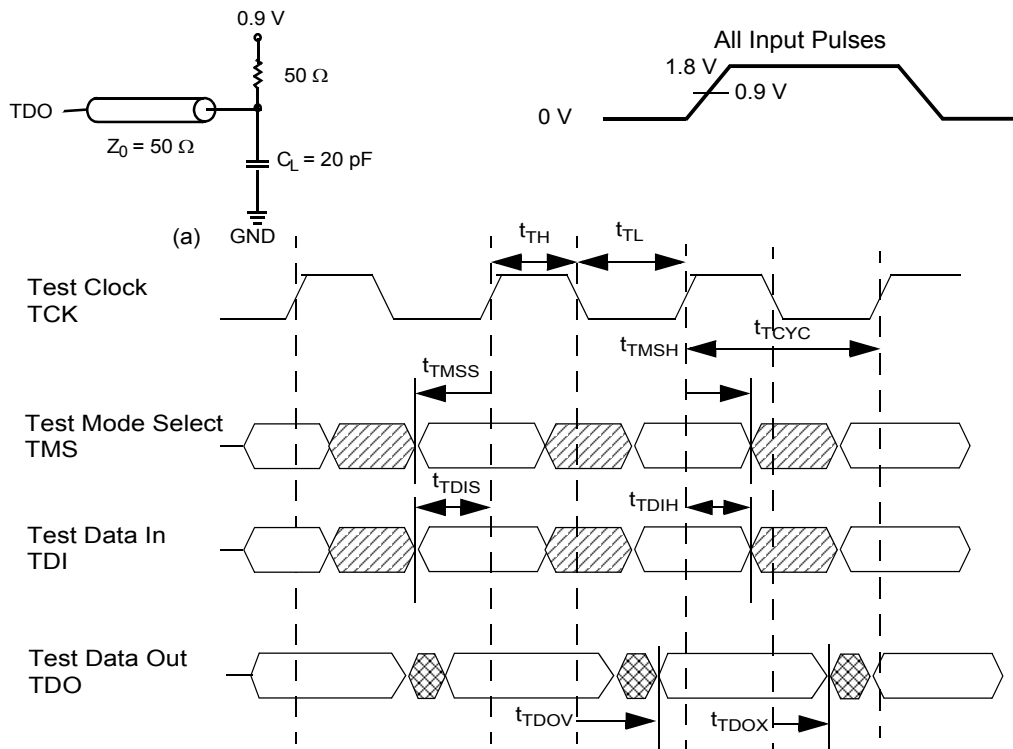 0.9 V
50 Ω
TDO
Z0 = 50 Ω
CL = 20 pF
(a) GND
All Input Pulses
1.8 V
0.9 V
0 V
tTH
tTL
Test Clock
TCK
tTMSH
tTCYC
tTMSS
Test Mode Select
TMS
tTDIS
tTDIH
Test Data In
TDI
Test Data Out
TDO
tTDOV
tTDOX